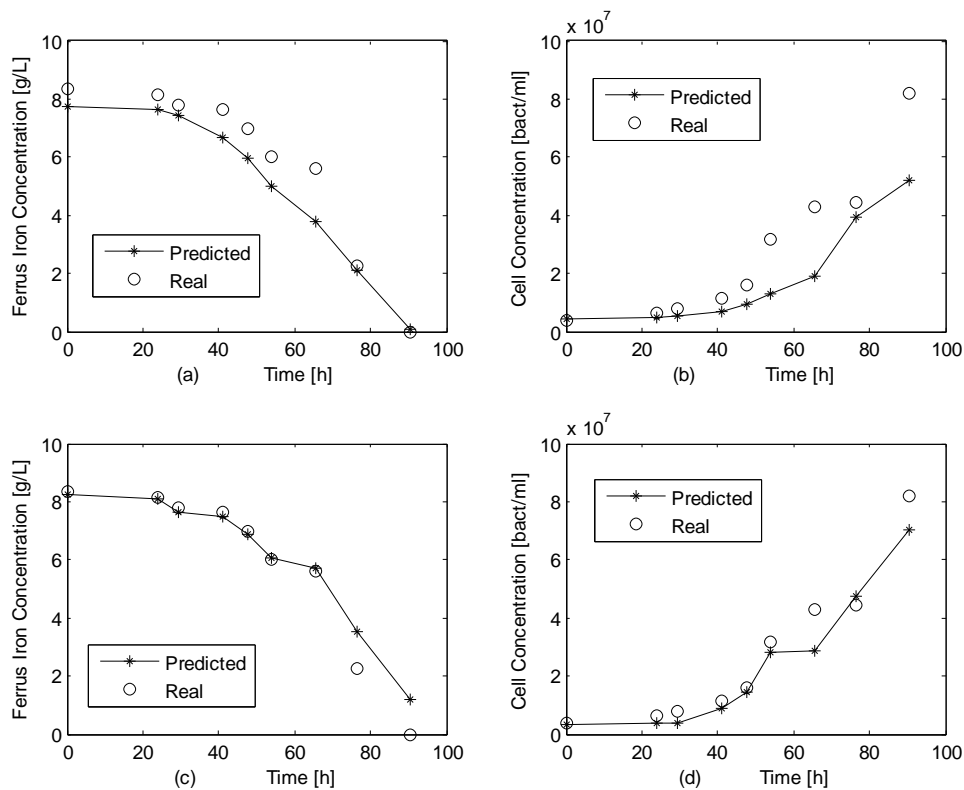 x 10^7
10
8
6
4
2
0
Ferrus Iron Concentration [g/L]
Predicted
Real
0 20 40 60 80 100
(a) Time [h]
10
8
6
4
2
0
Cell Concentration [bact/ml]
Predicted
Real
0 20 40 60 80 100
(b) Time [h]
x 10^7
10
8
6
4
2
0
Ferrus Iron Concentration [g/L]
Predicted
Real
0 20 40 60 80 100
(c) Time [h]
10
8
6
4
2
0
Cell Concentration [bact/ml]
Predicted
Real
0 20 40 60 80 100
(d) Time [h]